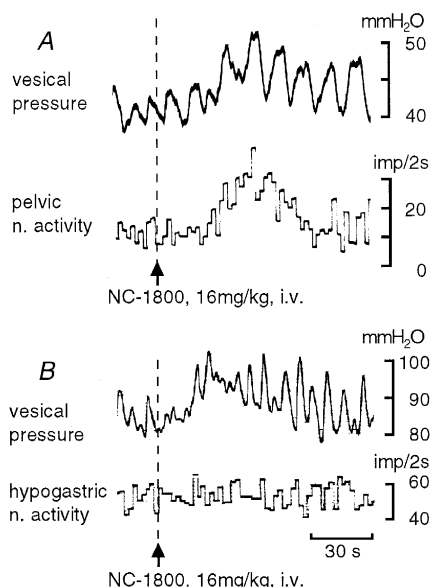 A
mmH2O
50
vesical
pressure
40
imp/2s
pelvic
n. activity
20
0
NC-1800, 16mg/kg, i.v.
B
mmH2O
100
vesical
pressure
90
80
imp/2s
hypogastric
n. activity
60
40
30 s
NC-1800, 16mg/kg, i.v.